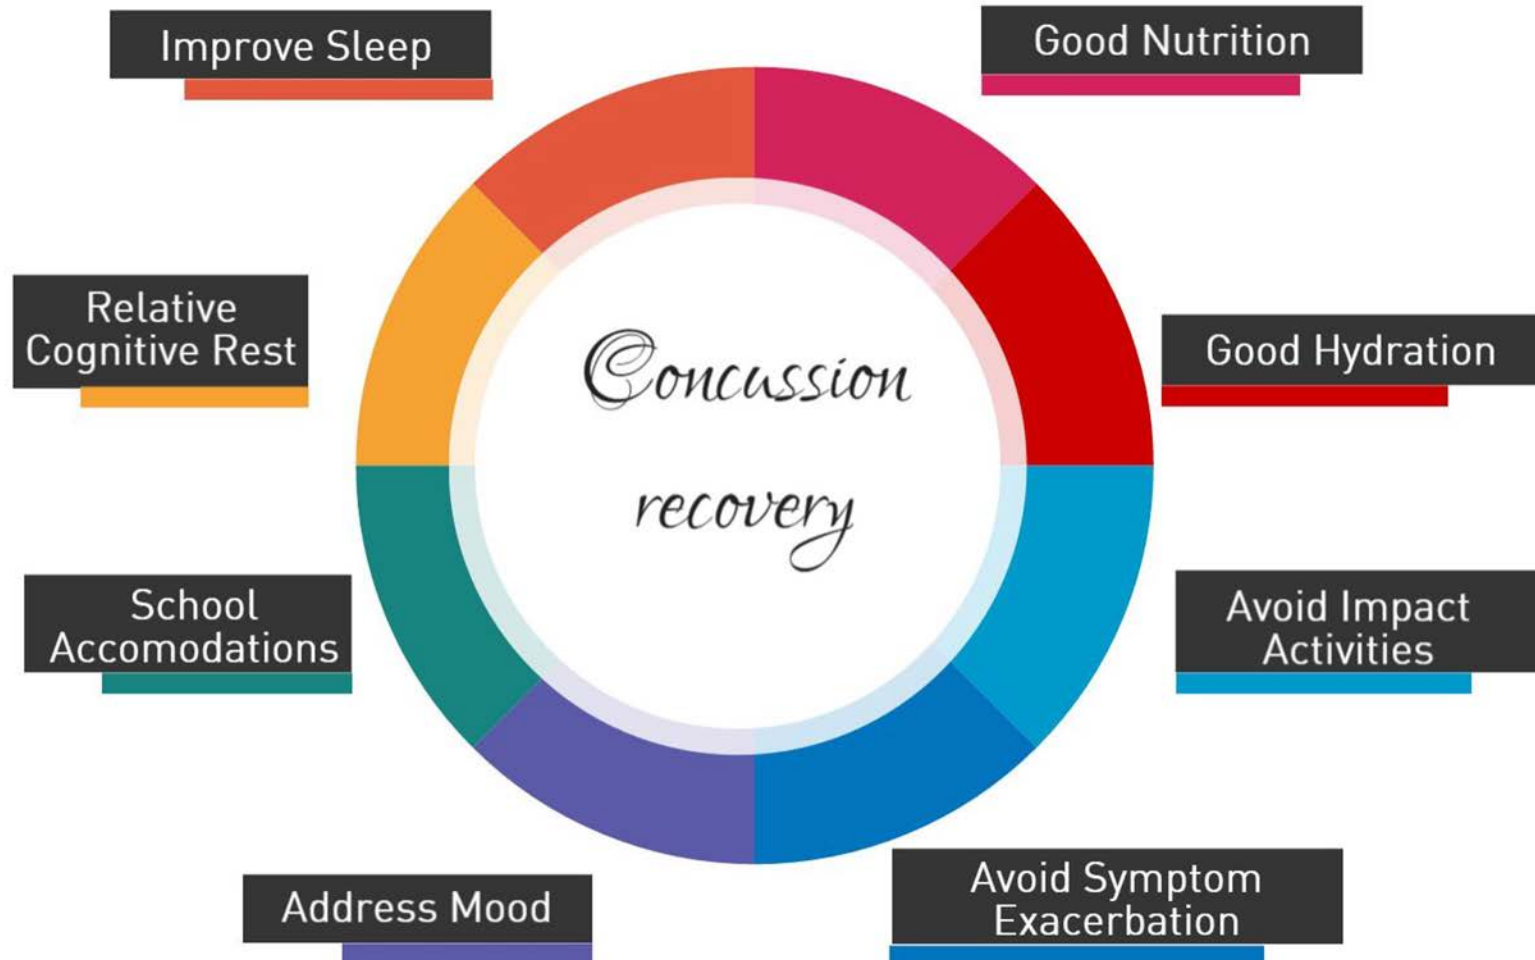 Improve Sleep
Good Nutrition
Relative
Cognitive Rest
Concussion
recovery
Good Hydration
School
Accomodations
Avoid Impact
Activities
Address Mood
Avoid Symptom
Exacerbation